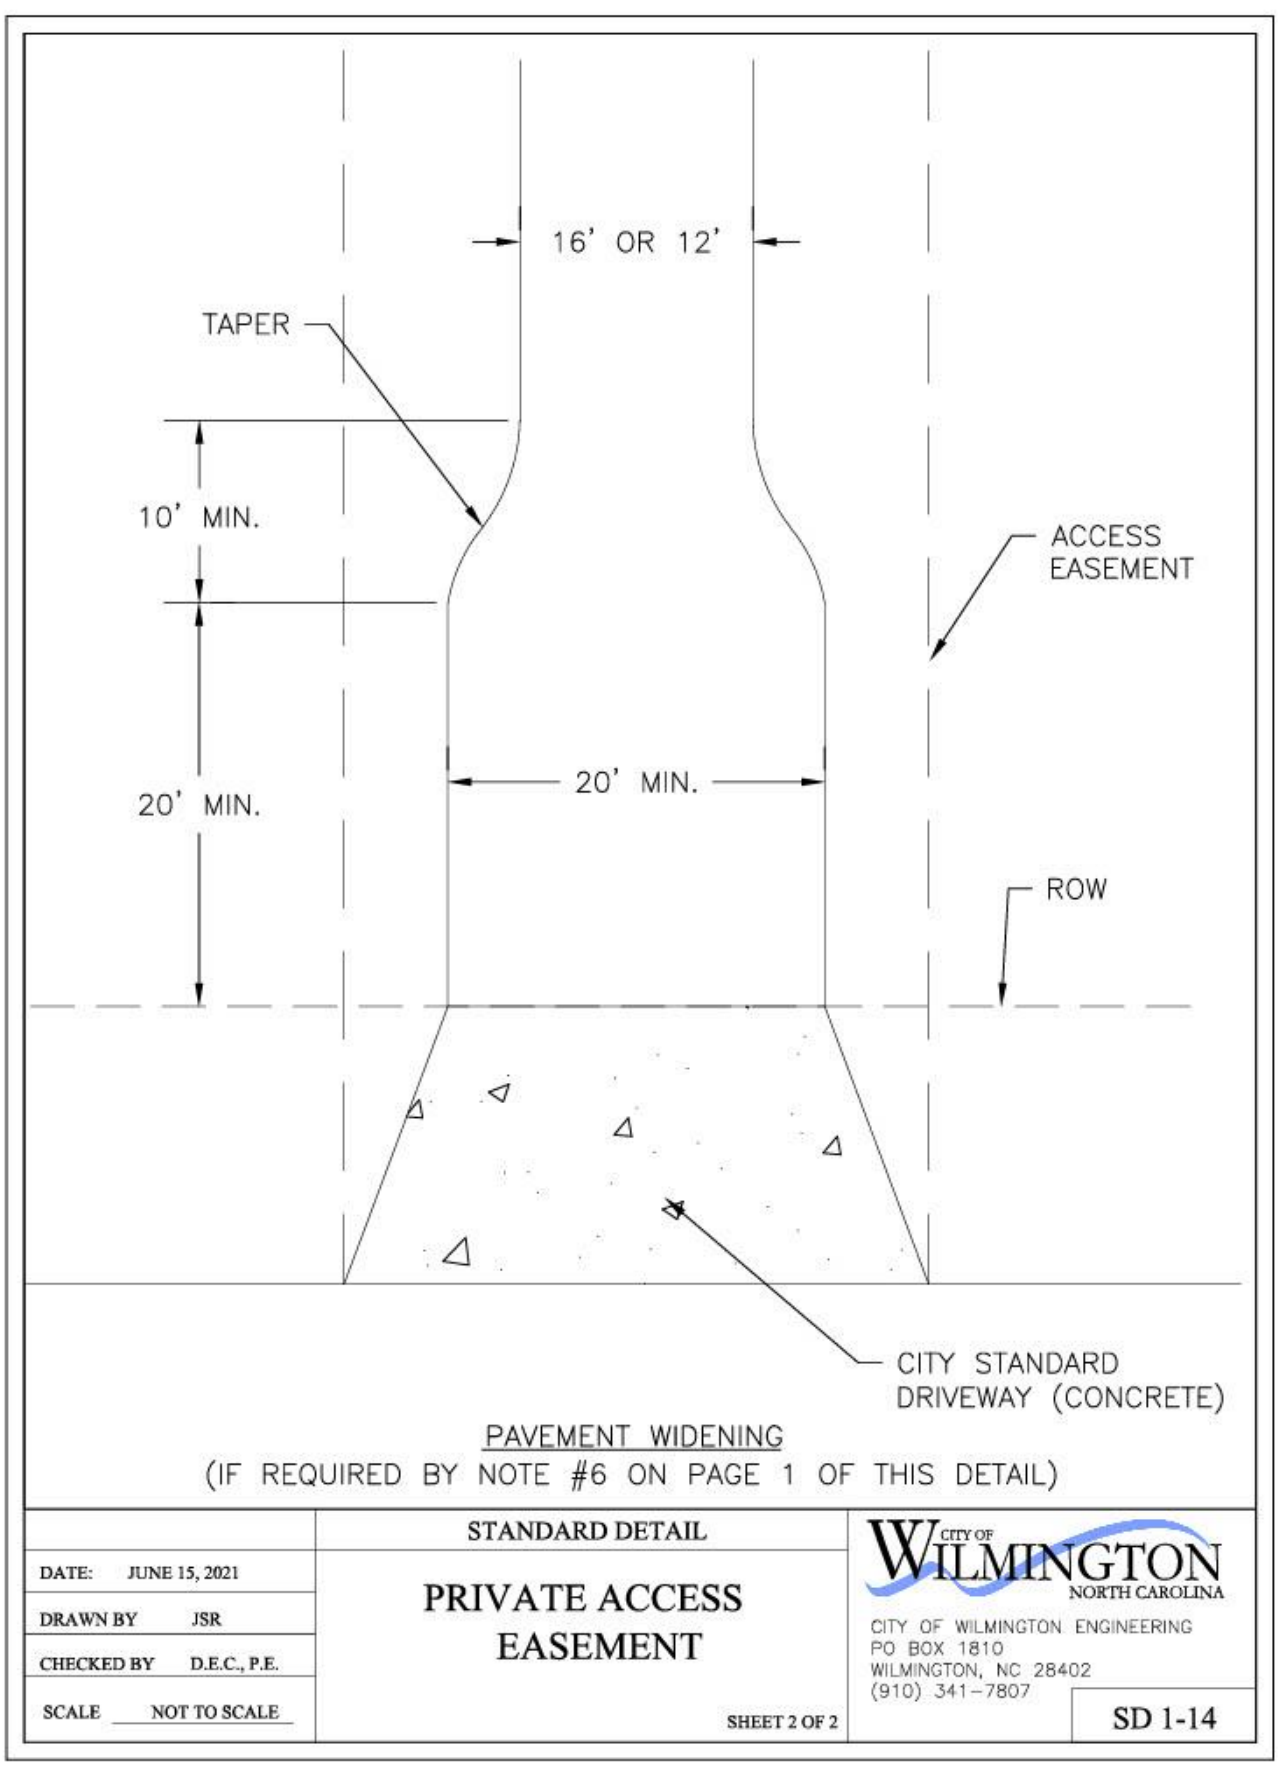 16' OR 12'
TAPER
10' MIN.
ACCESS
EASEMENT
20' MIN.
20' MIN.
ROW
CITY STANDARD
DRIVEWAY (CONCRETE)
PAVEMENT WIDENING
(IF REQUIRED BY NOTE #6 ON PAGE 1 OF THIS DETAIL)
STANDARD DETAIL
PRIVATE ACCESS
EASEMENT
SHEET 2 OF 2
DATE: JUNE 15, 2021
DRAWN BY JSR
CHECKED BY D.E.C., P.E.
SCALE NOT TO SCALE
CITY OF
WILMINGTON
NORTH CAROLINA
CITY OF WILMINGTON ENGINEERING
PO BOX 1810
WILMINGTON, NC 28402
(910) 341-7807
SD 1-14